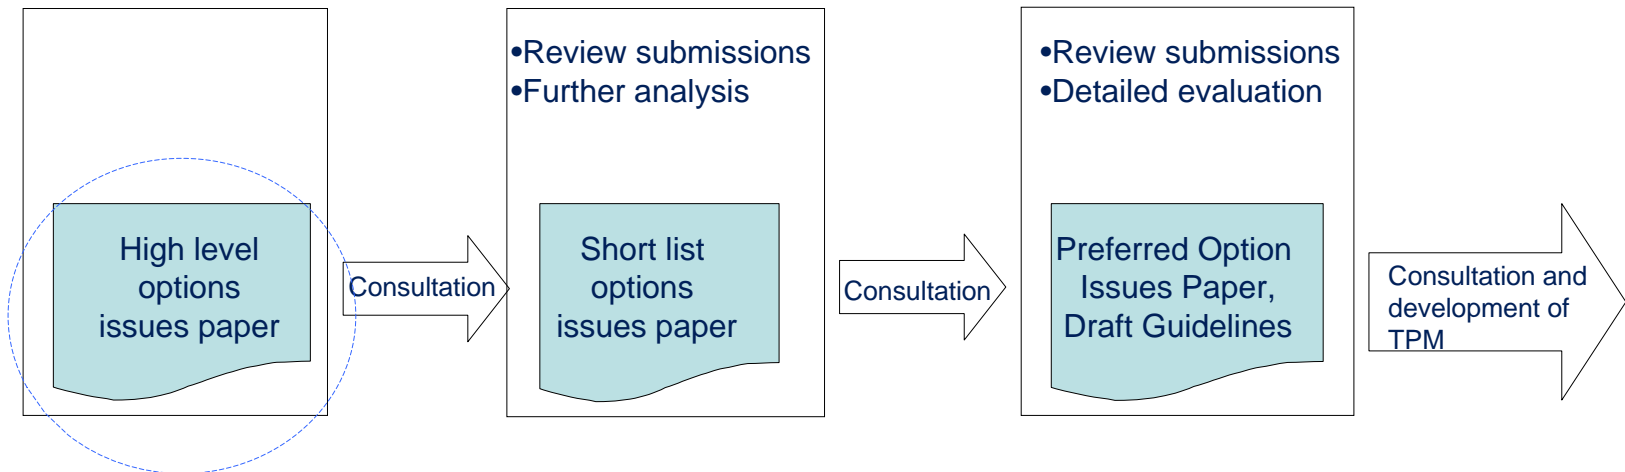 High level
options
issues paper
Consultation
•Review submissions
•Further analysis
Short list
options
issues paper
Consultation
•Review submissions
•Detailed evaluation
Preferred Option
Issues Paper,
Draft Guidelines
Consultation and
development of
TPM